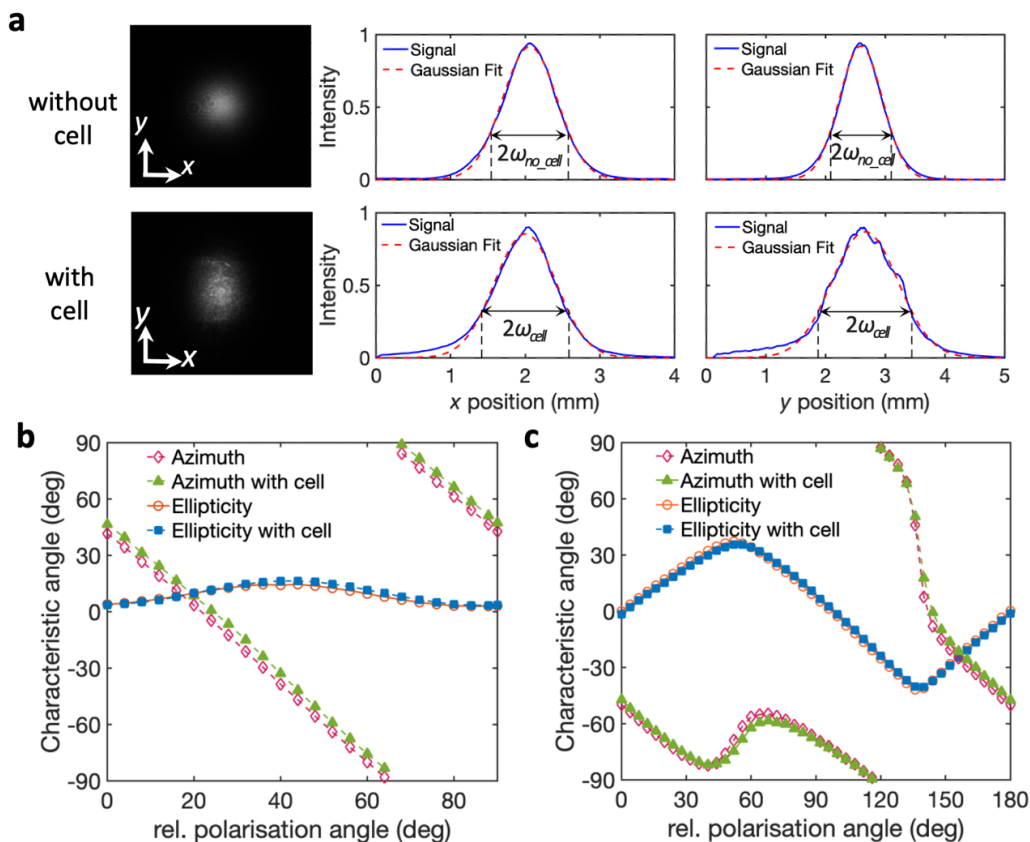 a
without
cell
y
x
Intensity
1
0.5
0
Signal
Gaussian Fit
2ωno_cell
Signal
Gaussian Fit
2ωno_cell
with
cell
y
x
Intensity
1
0.5
0
Signal
Gaussian Fit
2ωcell
0 1 2 3 4
x position (mm)
Signal
Gaussian Fit
2ωcell
0 1 2 3 4 5
y position (mm)
b
Characteristic angle (deg)
90
60
30
0
-30
-60
-90
Azimuth
Azimuth with cell
Ellipticity
Ellipticity with cell
0 20 40 60 80
rel. polarisation angle (deg)
c
Characteristic angle (deg)
90
60
30
0
-30
-60
-90
Azimuth
Azimuth with cell
Ellipticity
Ellipticity with cell
0 30 60 90 120 150 180
rel. polarisation angle (deg)